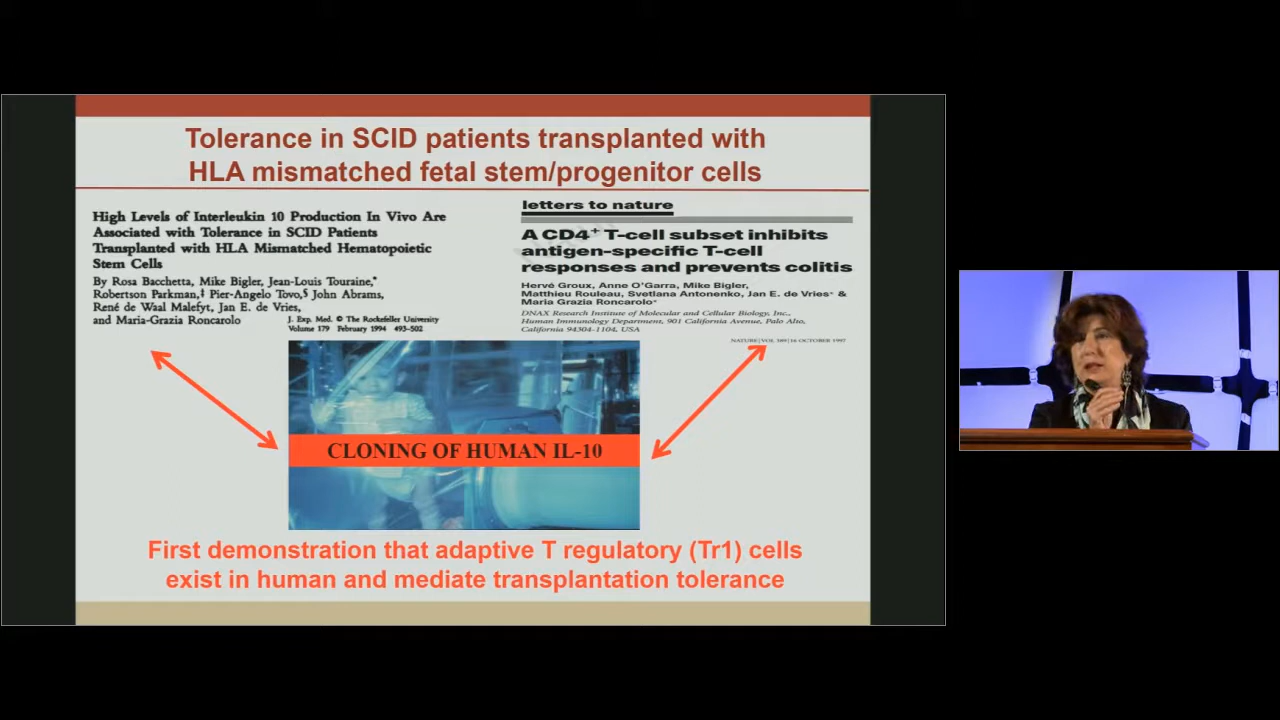 Tolerance in SCID patients transplanted with
HLA mismatched fetal stem/progenitor cells
High Levels of Interleukin 10 Production In Vivo Are
Associated with Tolerance in SCID Patients
Transplanted with HLA Mismatched Hematopoietic
Stem Cells
By Rosa Bacchetta, Mike Bigler, Jean-Louis Touraine,*
Robertson Parkman,‡ Pier-Angelo Tovo,§ John Abrams,
René de Waal Malefyt, Jan E. de Vries,
and Maria-Grazia Roncarolo
J. Exp. Med. © The Rockefeller University
Volume 179 February 1994 493-502
letters to nature
A CD4⁺ T-cell subset inhibits
antigen-specific T-cell
responses and prevents colitis
Hervé Groux, Anne O'Garra, Mike Bigler,
Matthieu Rouleau, Svetlana Antonenko, Jan E. de Vries* &
Maria Grazia Roncarolo*
DNAX Research Institute of Molecular and Cellular Biology, Inc.,
Human Immunology Department, 901 California Avenue, Palo Alto,
California 94304-1104, USA
NATURE|VOL 389|16 OCTOBER 1997
CLONING OF HUMAN IL-10
First demonstration that adaptive T regulatory (Tr1) cells
exist in human and mediate transplantation tolerance